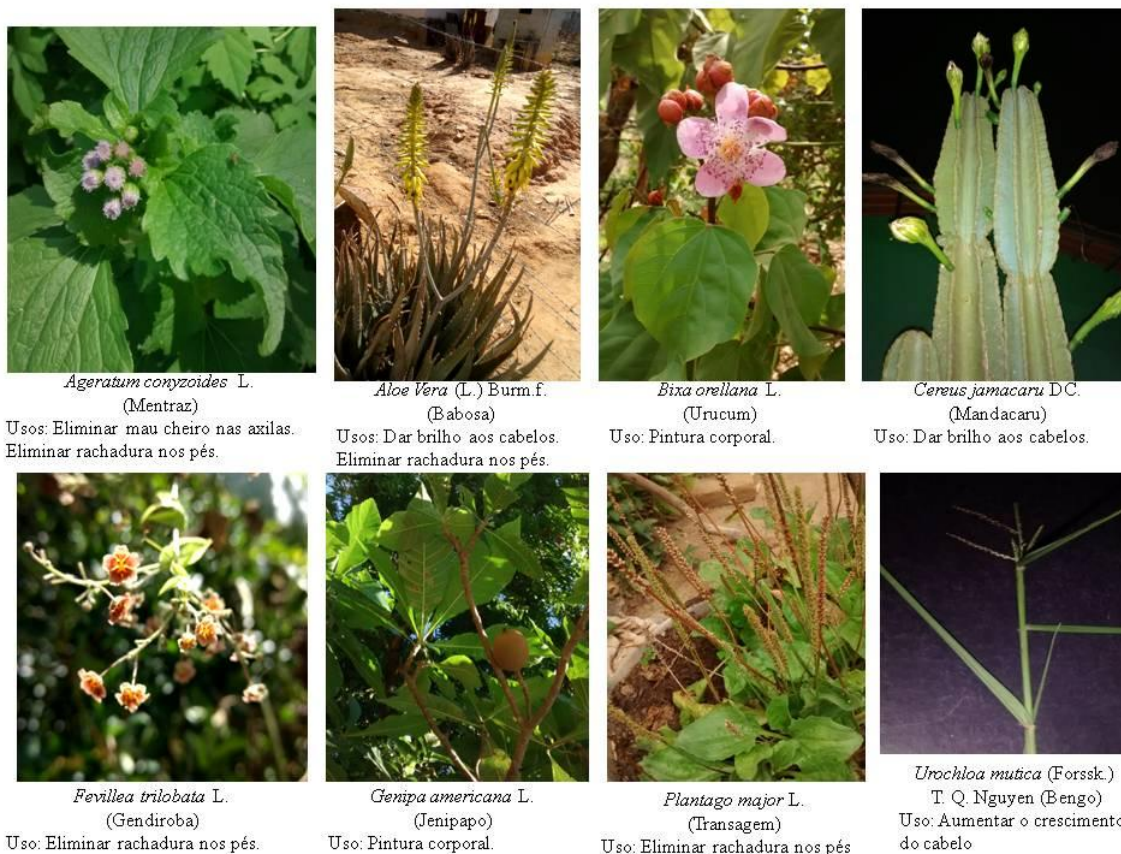 Ageratum conyzoides L.
(Mentraz)
Usos: Eliminar mau cheiro nas axilas.
Eliminar rachadura nos pés.
Aloe Vera (L.) Burm.f.
(Babosa)
Usos: Dar brilho aos cabelos.
Eliminar rachadura nos pés.
Bixa orellana L.
(Urucum)
Uso: Pintura corporal.
Cereus jamacaru DC.
(Mandacaru)
Uso: Dar brilho aos cabelos.
Fevillea trilobata L.
(Gendiroba)
Uso: Eliminar rachadura nos pés.
Genipa americana L.
(Jenipapo)
Uso: Pintura corporal.
Plantago major L.
(Transagem)
Uso: Eliminar rachadura nos pés
Urochloa mutica (Forssk.)
T. Q. Nguyen (Bengo)
Uso: Aumentar o crescimento
do cabelo